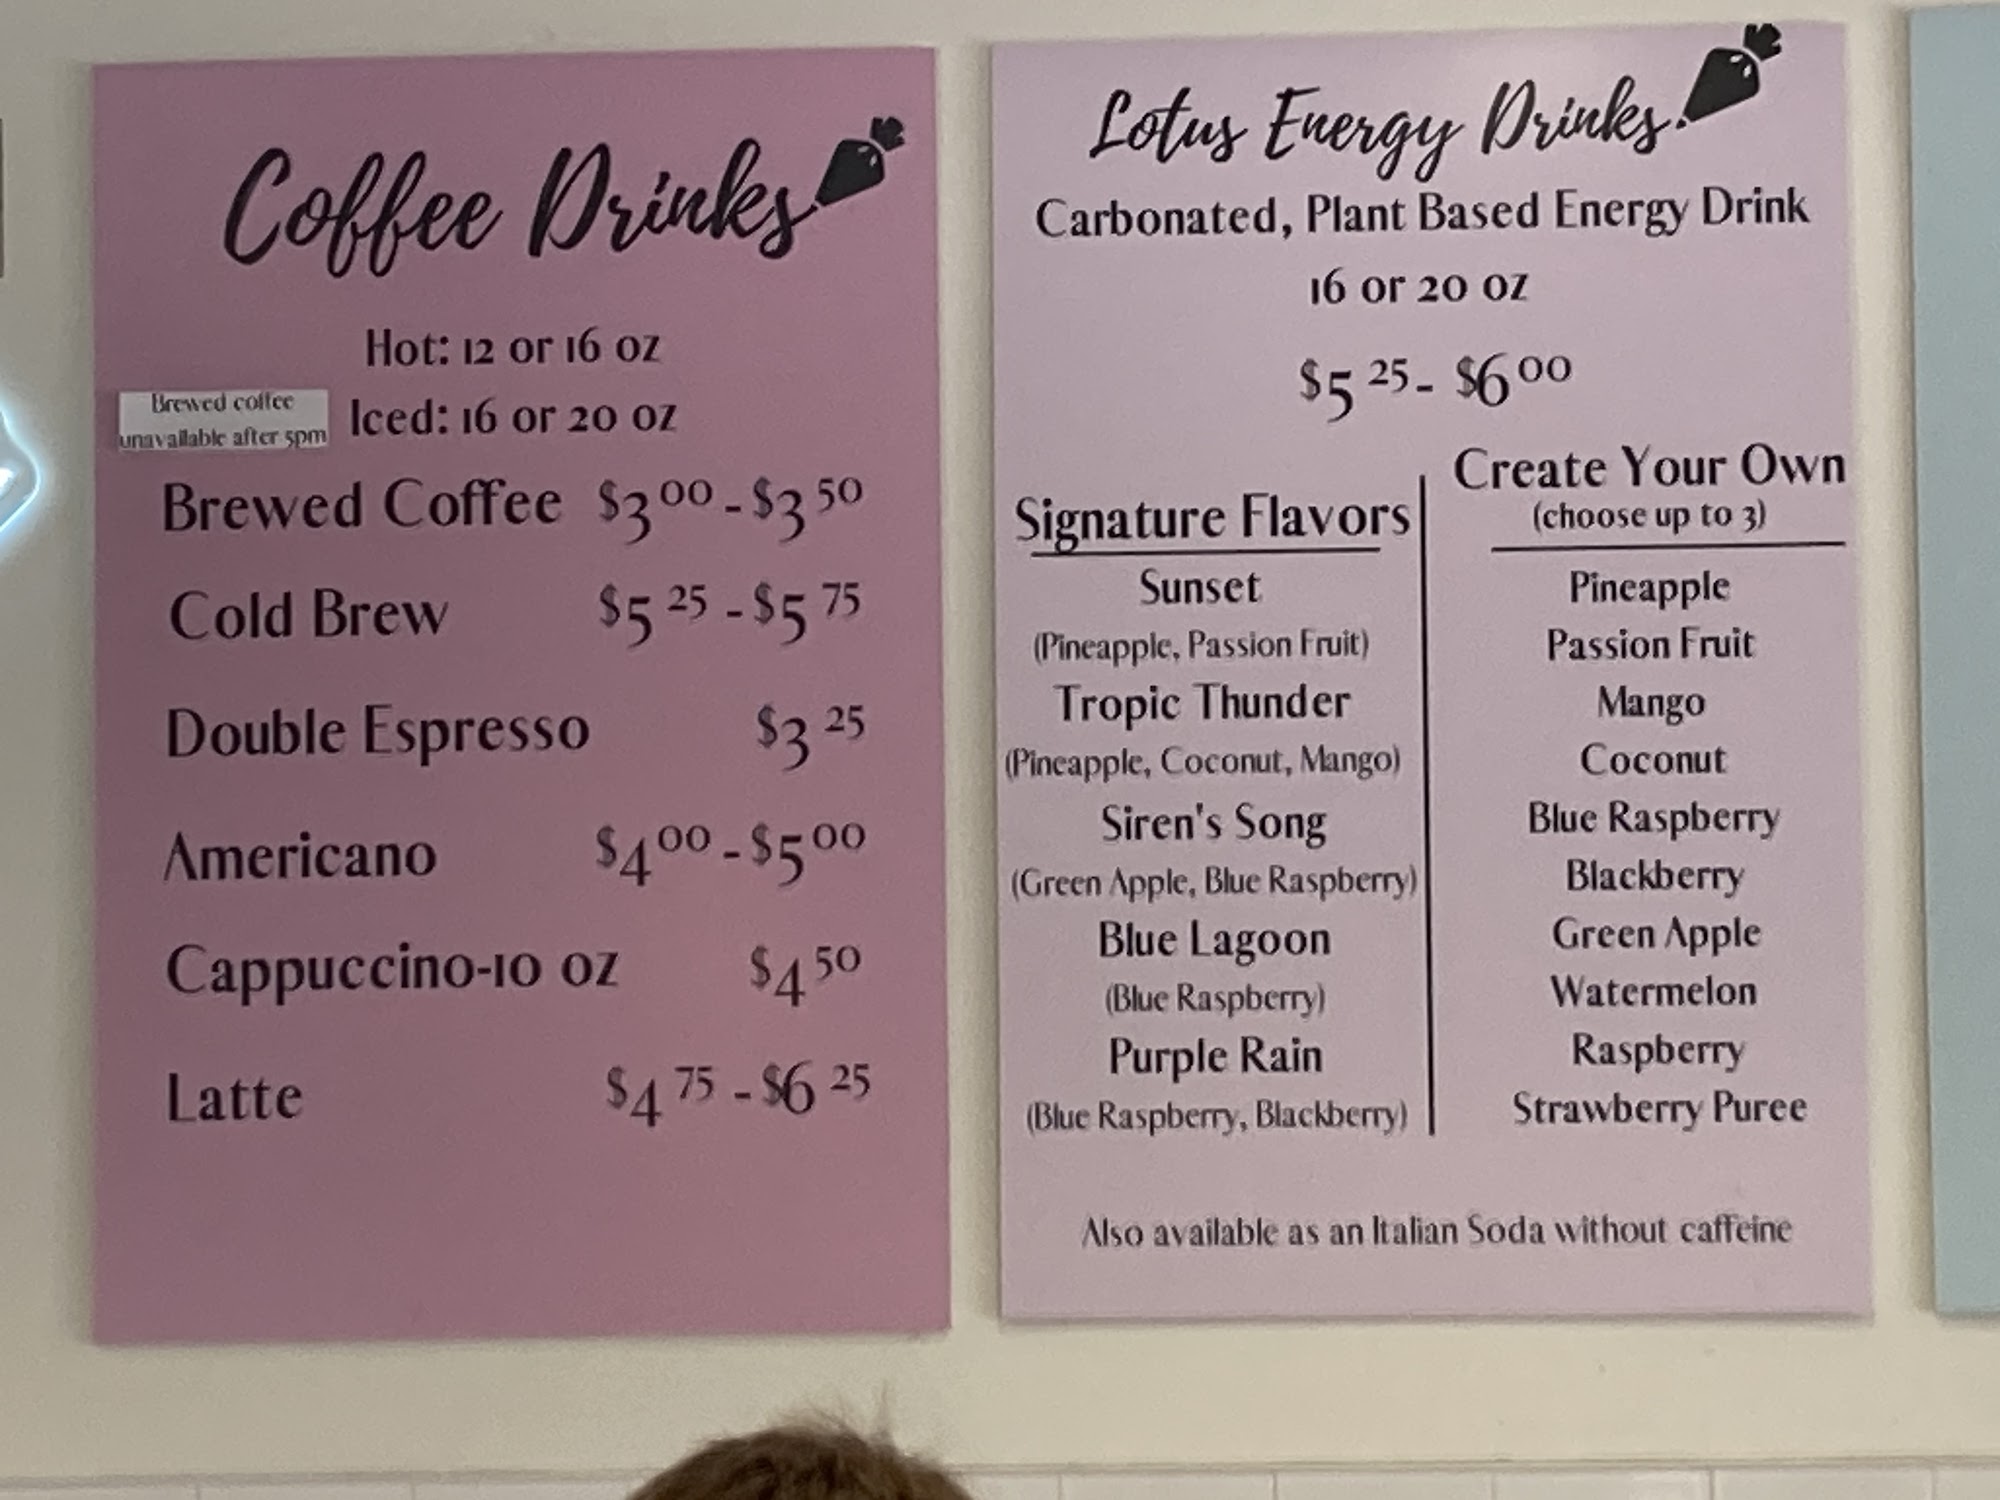 Coffee Drinks
Hot: 12 or 16 oz
Brewed coffee
unavailable after 5pm
Iced: 16 or 20 oz
Brewed Coffee $3.00 - $3.50
Cold Brew $5.25 - $5.75
Double Espresso $3.25
Americano $4.00 - $5.00
Cappuccino-10 oz $4.50
Latte $4.75 - $6.25
Lotus Energy Drinks
Carbonated, Plant Based Energy Drink
16 or 20 oz
$5.25 - $6.00
Signature Flavors
Sunset
(Pineapple, Passion Fruit)
Tropic Thunder
(Pineapple, Coconut, Mango)
Siren's Song
(Green Apple, Blue Raspberry)
Blue Lagoon
(Blue Raspberry)
Purple Rain
(Blue Raspberry, Blackberry)
Create Your Own
(choose up to 3)
Pineapple
Passion Fruit
Mango
Coconut
Blue Raspberry
Blackberry
Green Apple
Watermelon
Raspberry
Strawberry Puree
Also available as an Italian Soda without caffeine